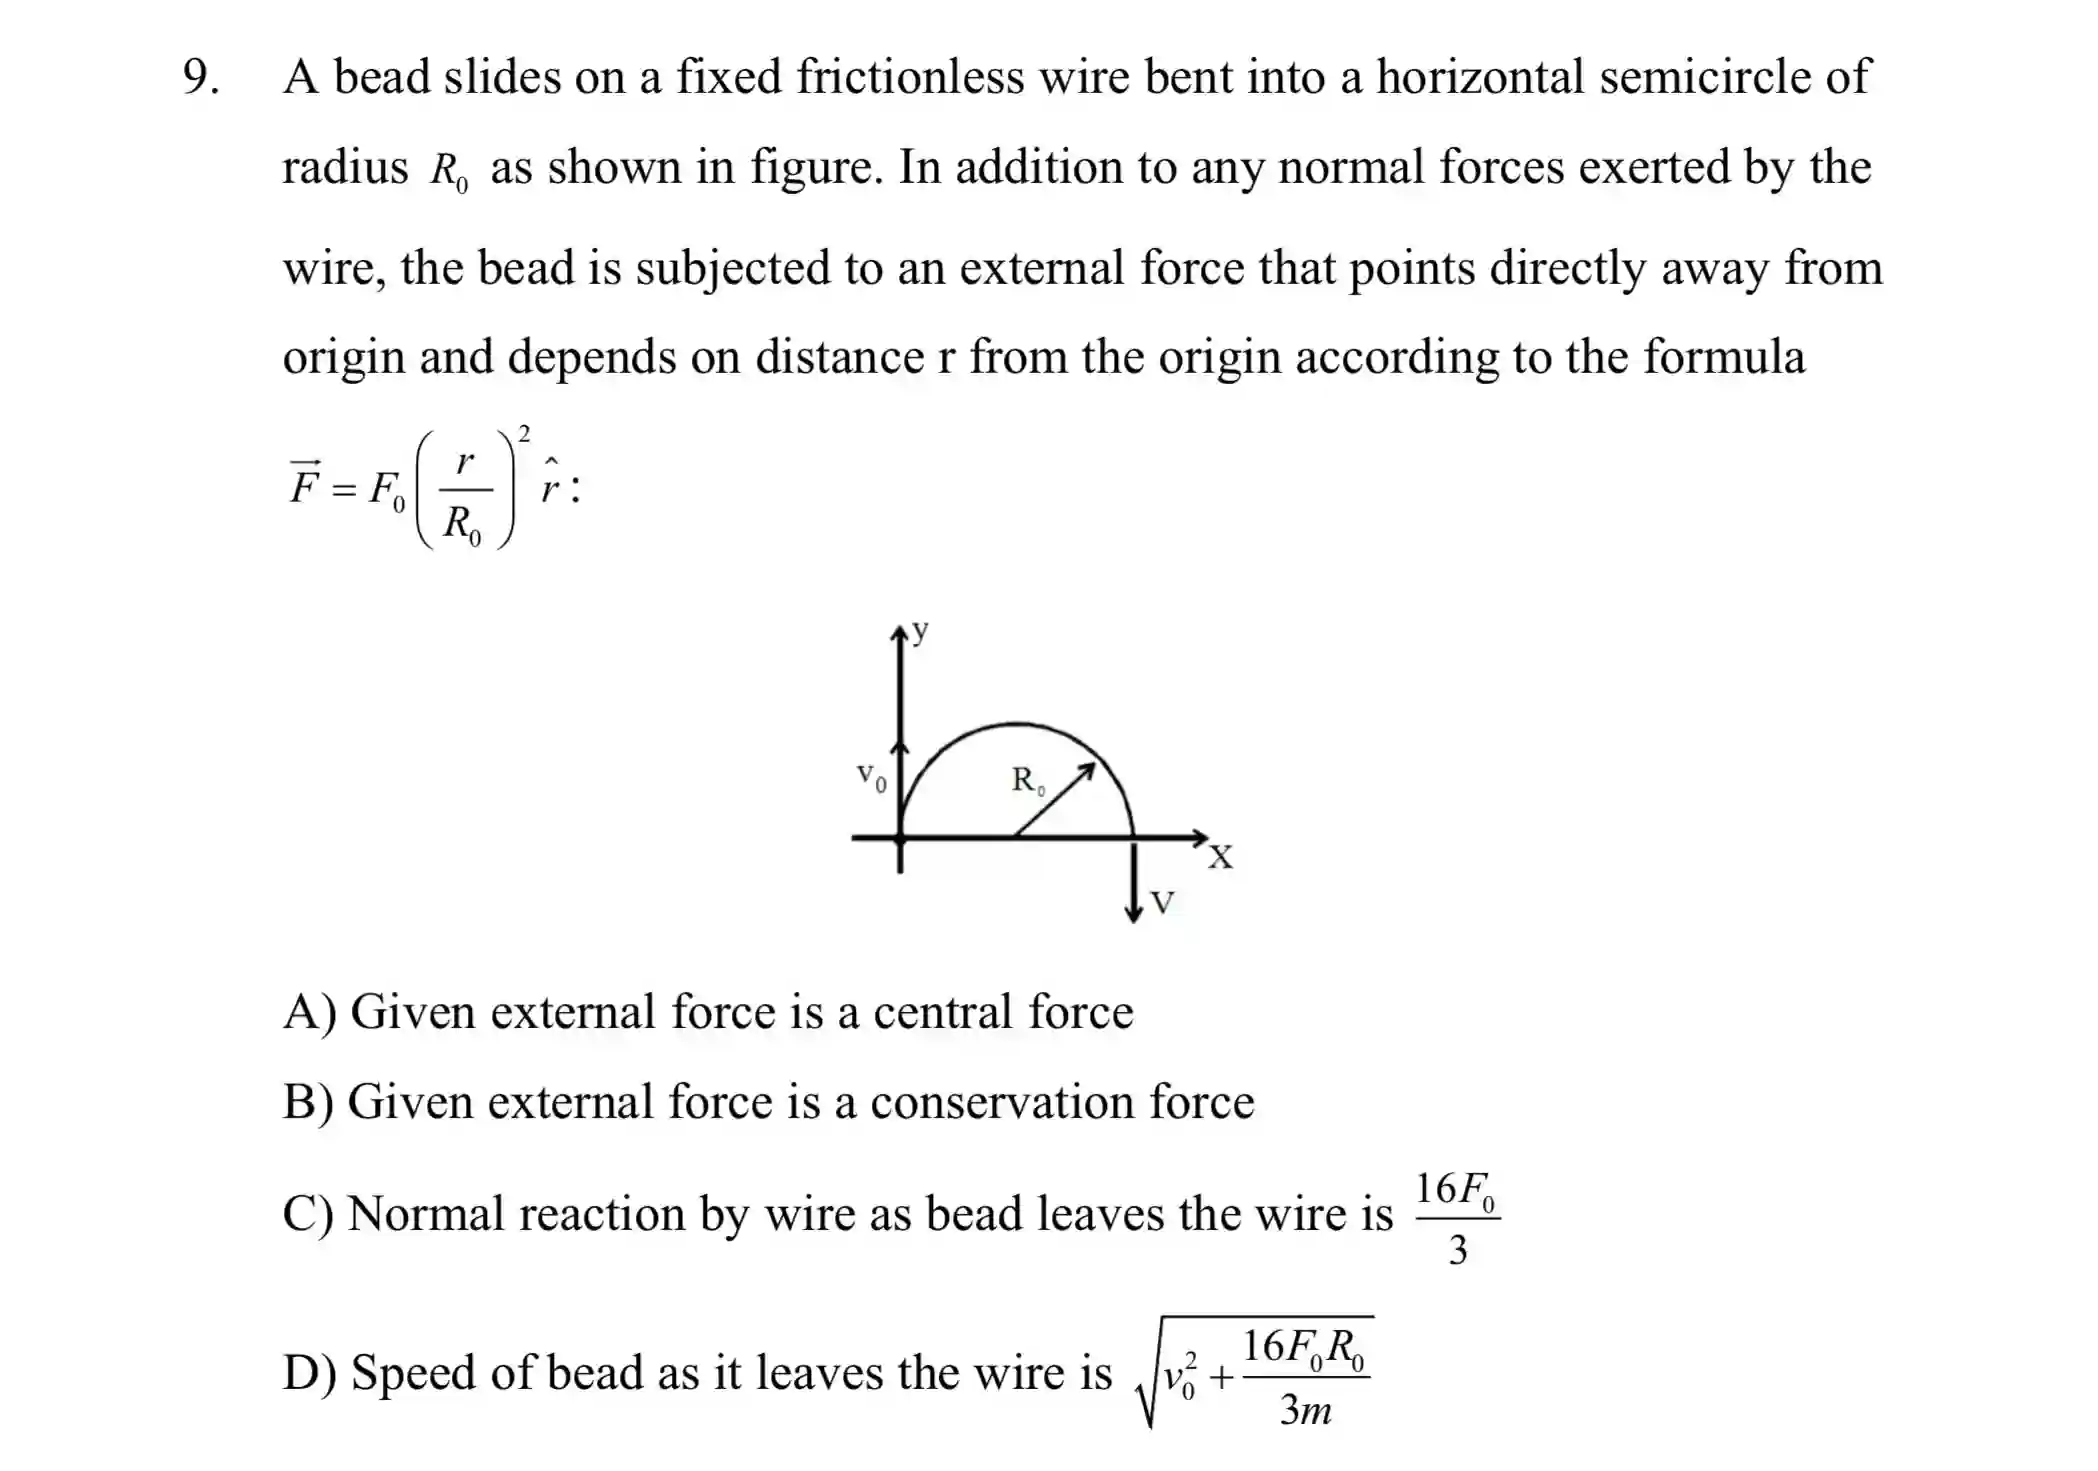 9. A bead slides on a fixed frictionless wire bent into a horizontal semicircle of
radius R₀ as shown in figure. In addition to any normal forces exerted by the
wire, the bead is subjected to an external force that points directly away from
origin and depends on distance r from the origin according to the formula
\vec{F} = F_0 \left( \frac{r}{R_0} \right)^2 \hat{r} :
y
v₀
R₀
X
V
A) Given external force is a central force
B) Given external force is a conservation force
C) Normal reaction by wire as bead leaves the wire is \frac{16F_0}{3}
D) Speed of bead as it leaves the wire is \sqrt{v_0^2 + \frac{16F_0R_0}{3m}}